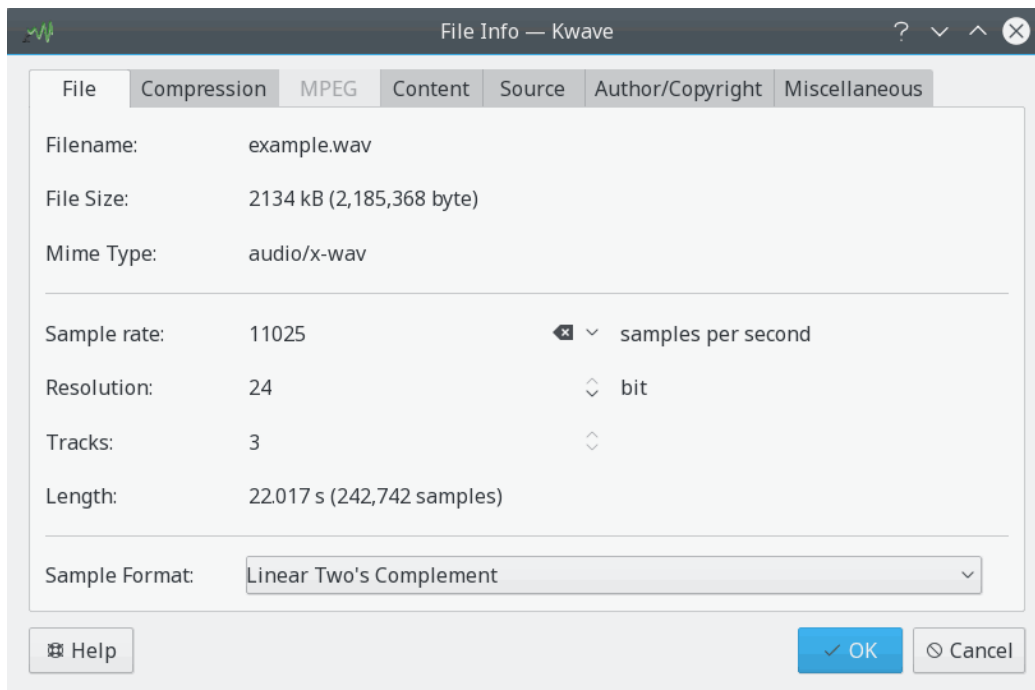 File Info — Kwave
File Compression MPEG Content Source Author/Copyright Miscellaneous
Filename: example.wav
File Size: 2134 kB (2,185,368 byte)
Mime Type: audio/x-wav
Sample rate: 11025 samples per second
Resolution: 24 bit
Tracks: 3
Length: 22.017 s (242,742 samples)
Sample Format: Linear Two's Complement
Help OK Cancel